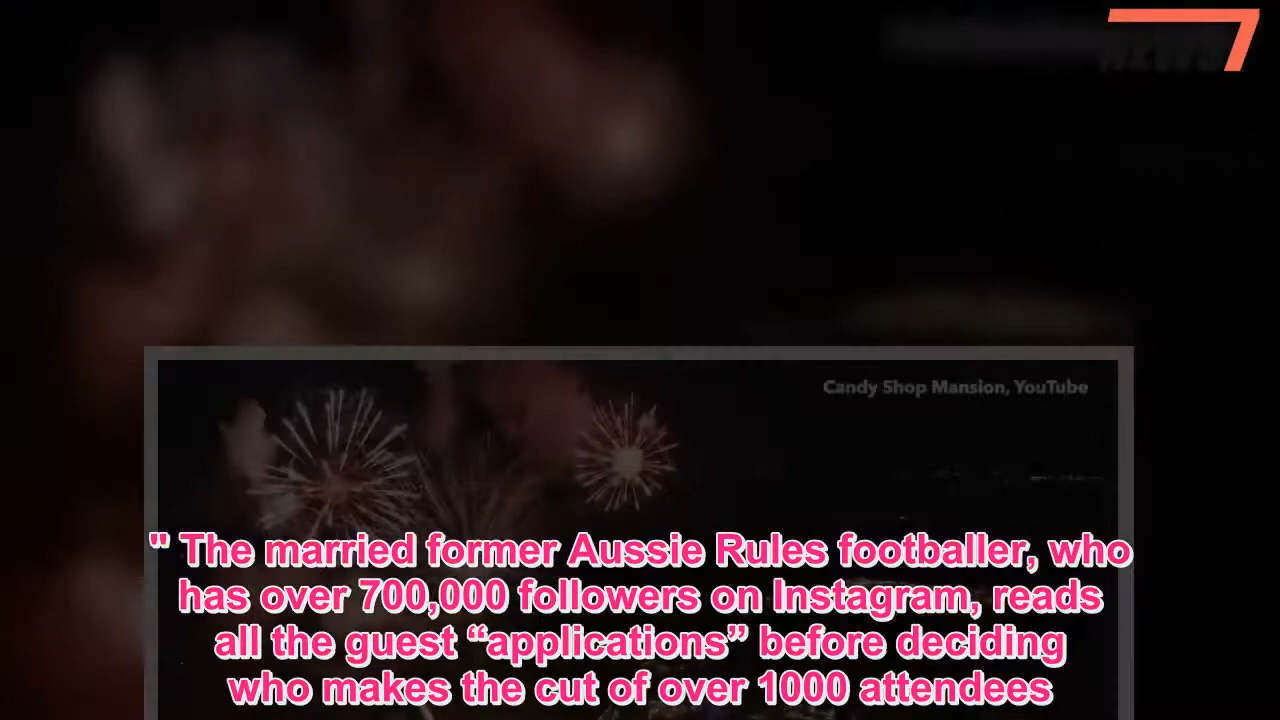 NEWS7
Candy Shop Mansion, YouTube
" The married former Aussie Rules footballer, who
has over 700,000 followers on Instagram, reads
all the guest “applications” before deciding
who makes the cut of over 1000 attendees